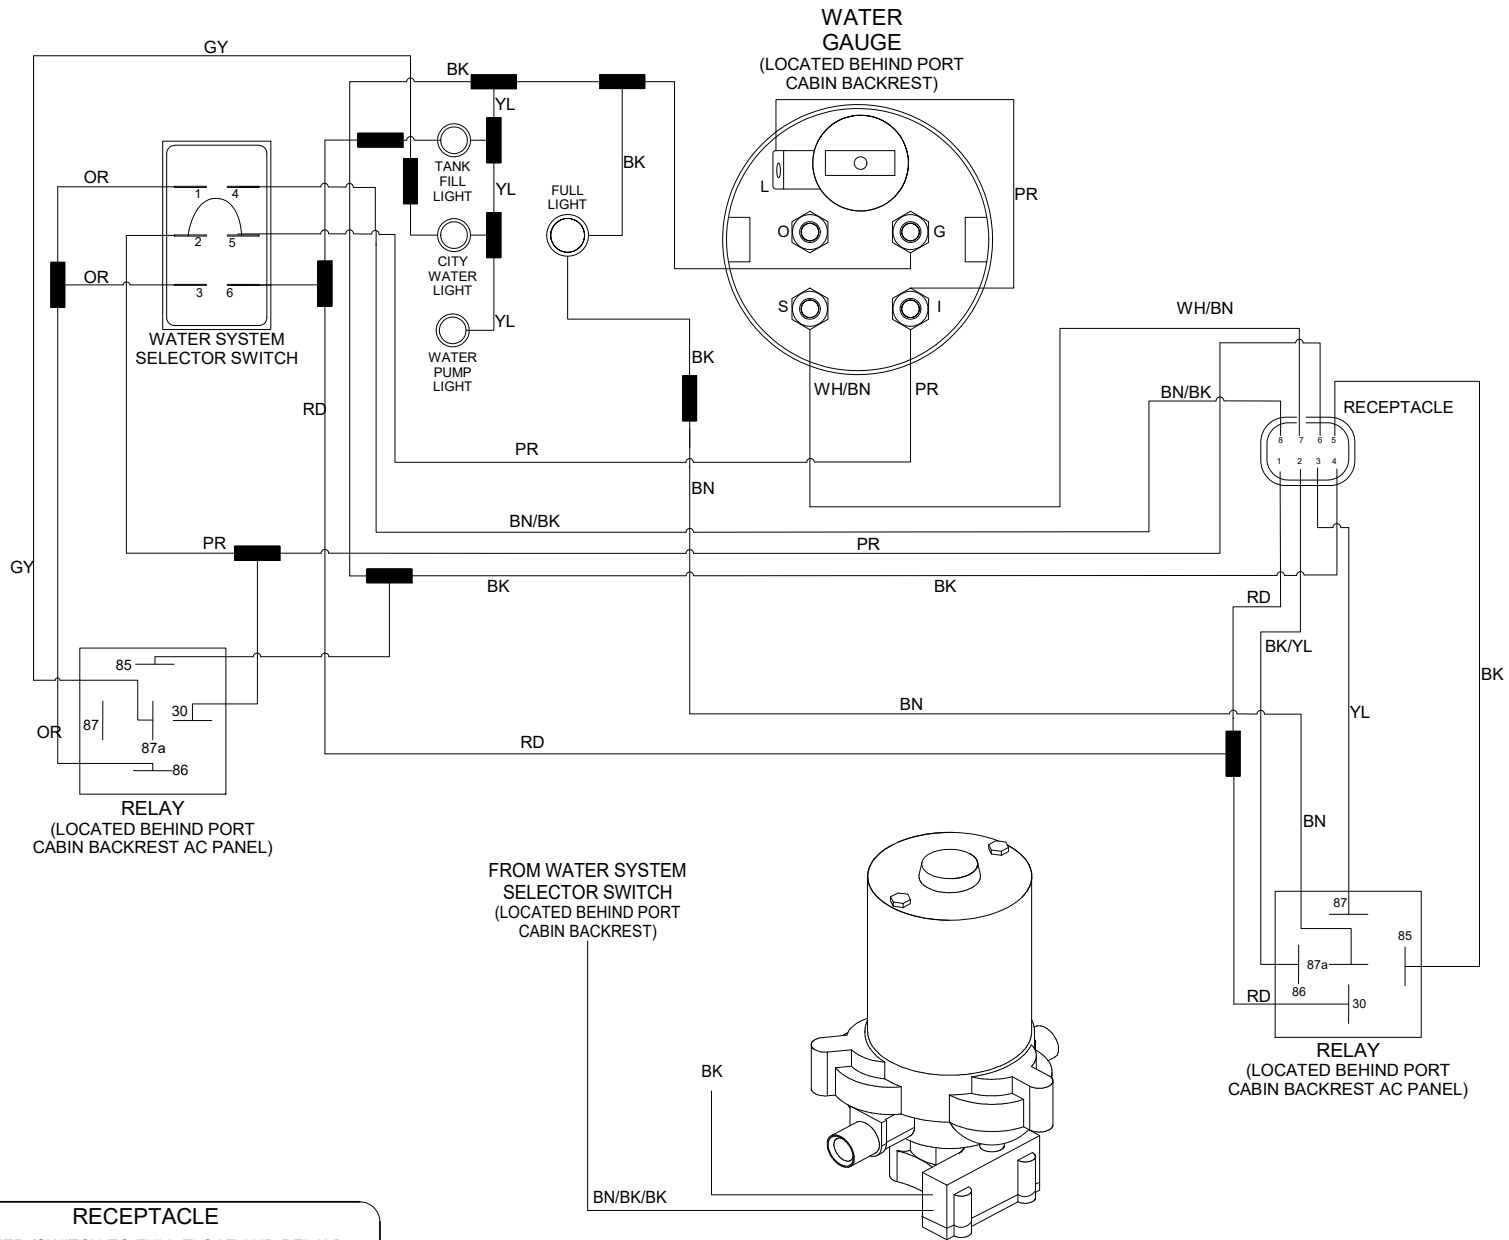 WATER
GAUGE
(LOCATED BEHIND PORT
CABIN BACKREST)
GY
BK
YL
TANK
FILL
LIGHT
YL
CITY
WATER
LIGHT
YL
WATER
PUMP
LIGHT
FULL
LIGHT
BK
BK
L
O
G
S
I
PR
WH/BN
PR
OR
1
4
2
5
OR
3
6
WATER SYSTEM
SELECTOR SWITCH
RD
WH/BN
BN/BK
RECEPTACLE
8 7 6 5
1 2 3 4
PR
BN
BN/BK
PR
PR
GY
BK
BK
RD
BK/YL
BK
YL
BN
RD
BN
OR
85
30
87
87a
86
RELAY
(LOCATED BEHIND PORT
CABIN BACKREST AC PANEL)
FROM WATER SYSTEM
SELECTOR SWITCH
(LOCATED BEHIND PORT
CABIN BACKREST)
BK
BN/BK/BK
87
85
87a
86
30
RD
RELAY
(LOCATED BEHIND PORT
CABIN BACKREST AC PANEL)
RECEPTACLE